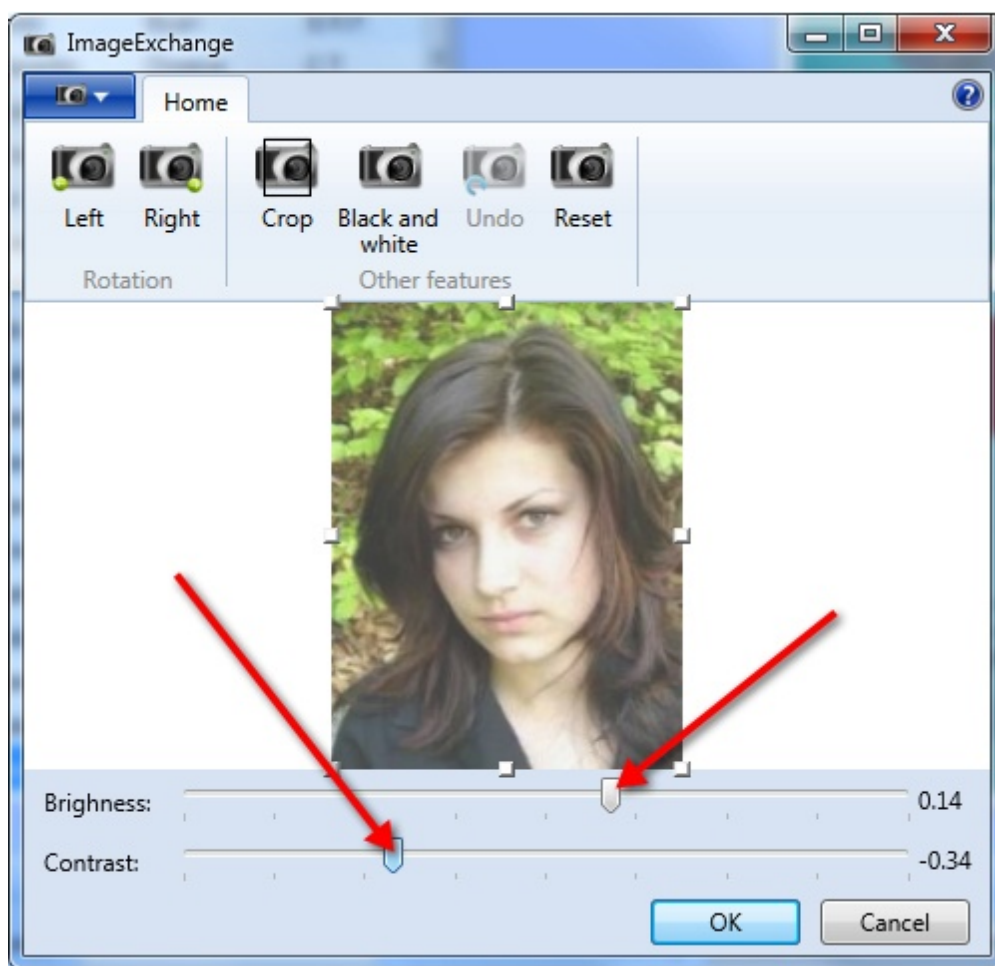 ImageExchange
Home
Left Right Crop Black and white Undo Reset
Rotation Other features
Brighness: 0.14
Contrast: -0.34
OK Cancel